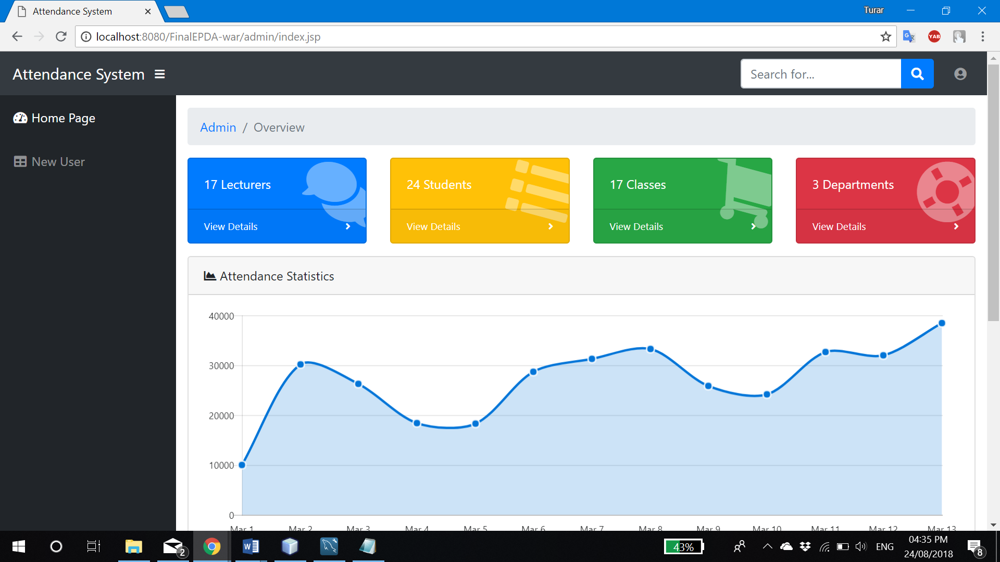 Attendance System
Turar
localhost:8080/FinalEPDA-war/admin/index.jsp
YAB
Attendance System
Search for...
Home Page
New User
Admin / Overview
17 Lecturers
24 Students
17 Classes
3 Departments
View Details
View Details
View Details
View Details
Attendance Statistics
40000
30000
20000
10000
0
Mar 1 Mar 2 Mar 3 Mar 4 Mar 5 Mar 6 Mar 7 Mar 8 Mar 9 Mar 10 Mar 11 Mar 12 Mar 13
2
W
43%
ENG
04:35 PM
24/08/2018
8